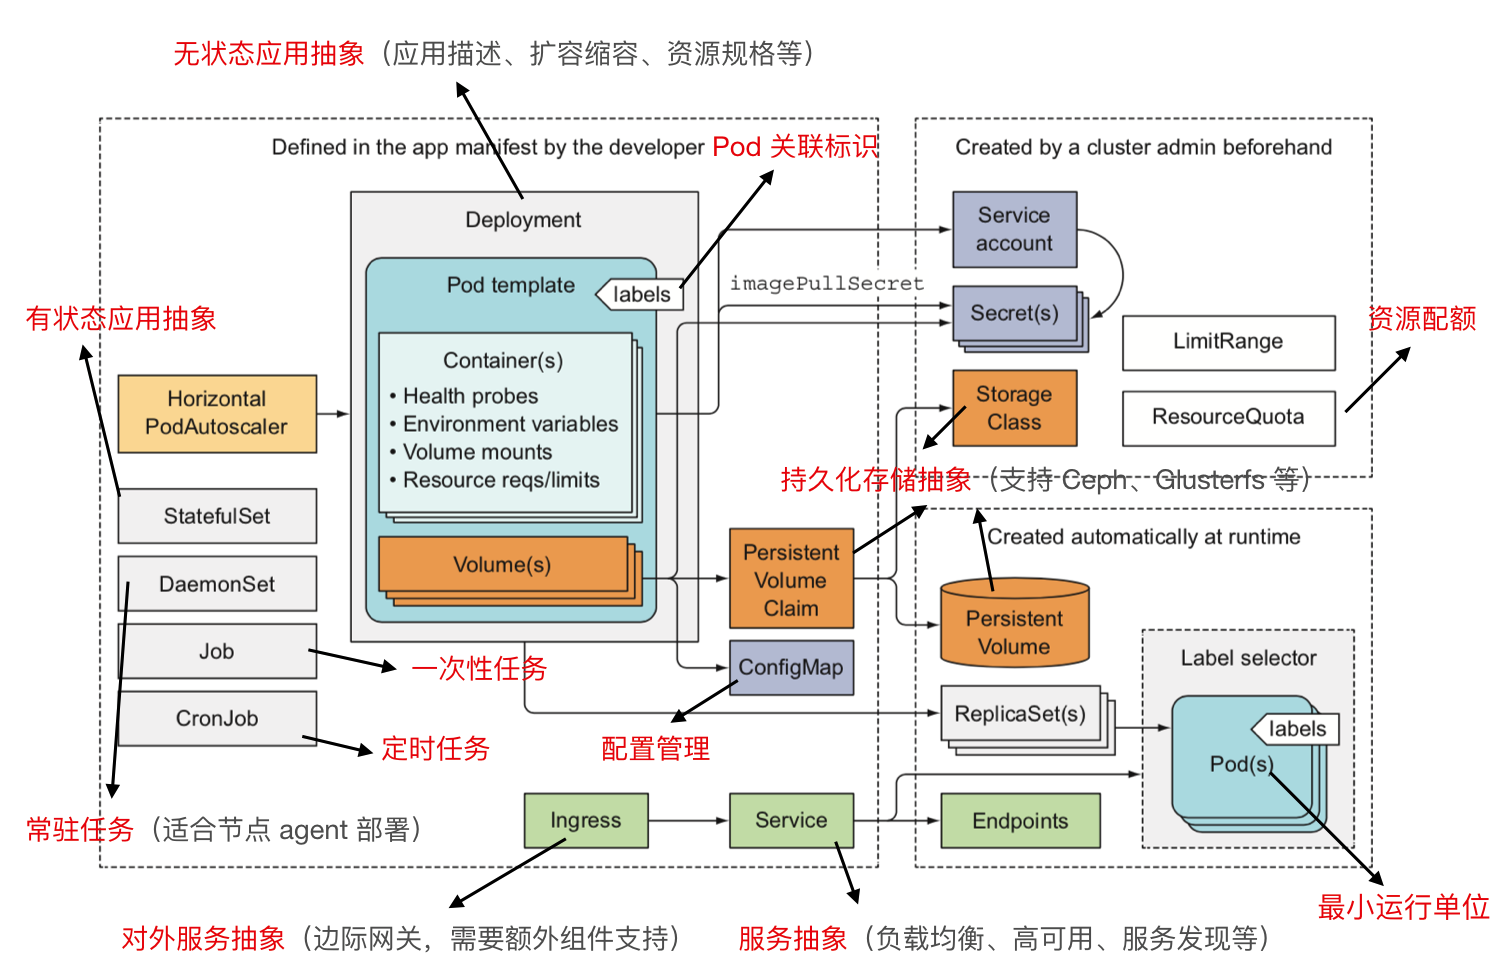 无状态应用抽象（应用描述、扩容缩容、资源规格等）
Defined in the app manifest by the developer
Pod 关联标识
Created by a cluster admin beforehand
Deployment
Pod template
labels
Container(s)
• Health probes
• Environment variables
• Volume mounts
• Resource reqs/limits
Volume(s)
有状态应用抽象
Horizontal
PodAutoscaler
StatefulSet
DaemonSet
Job
一次性任务
CronJob
定时任务
常驻任务（适合节点 agent 部署）
imagePullSecret
Service
account
Secret(s)
Storage
Class
LimitRange
资源配额
ResourceQuota
持久化存储抽象（支持 Ceph、Glusterfs 等）
Persistent
Volume
Claim
ConfigMap
配置管理
Created automatically at runtime
Persistent
Volume
ReplicaSet(s)
Label selector
labels
Pod(s)
Ingress
Service
Endpoints
最小运行单位
对外服务抽象（边际网关，需要额外组件支持）
服务抽象（负载均衡、高可用、服务发现等）